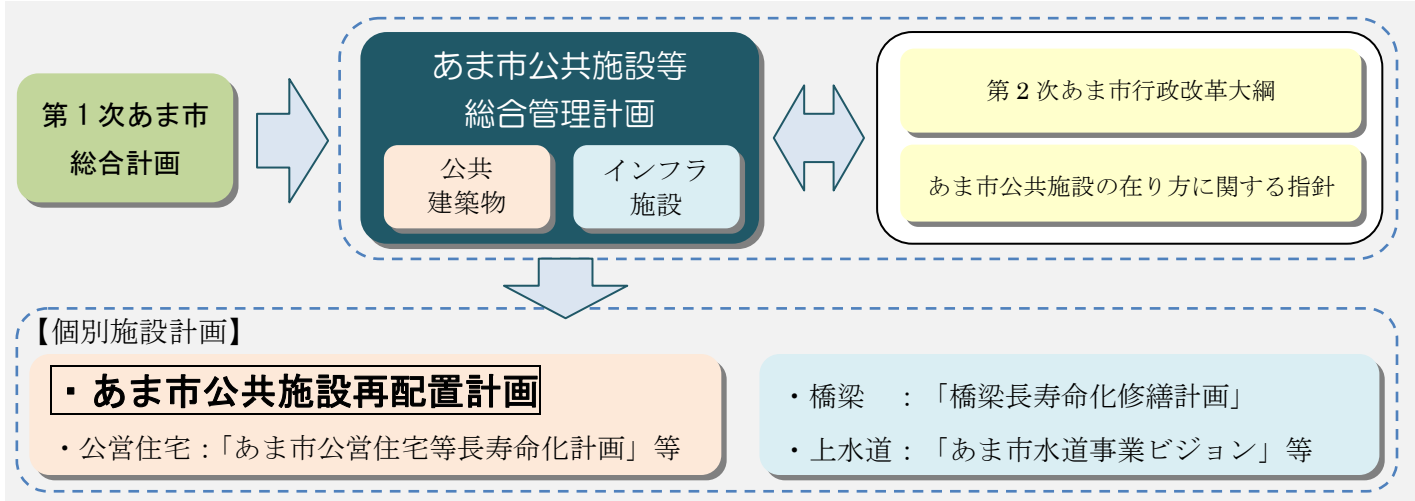 第1次あま市
総合計画
あま市公共施設等
総合管理計画
公共
建築物
インフラ
施設
第2次あま市行政改革大綱
あま市公共施設の在り方に関する指針
【個別施設計画】
・あま市公共施設再配置計画
・公営住宅：「あま市公営住宅等長寿命化計画」等
・橋梁　：「橋梁長寿命化修繕計画」
・上水道：「あま市水道事業ビジョン」等